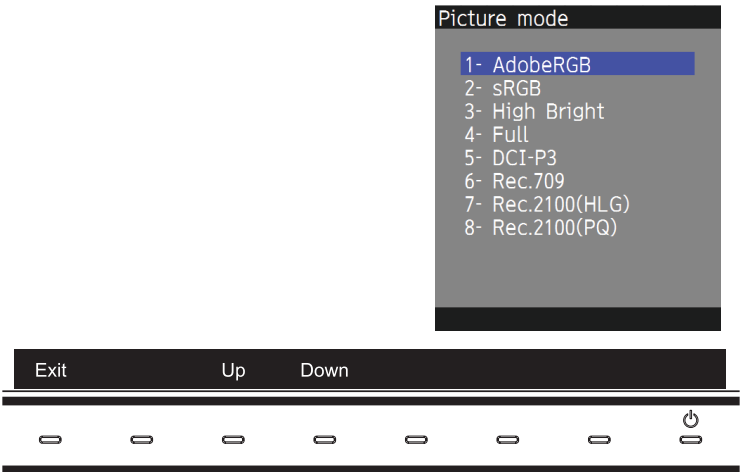 Picture mode
1- AdobeRGB
2- sRGB
3- High Bright
4- Full
5- DCI-P3
6- Rec.709
7- Rec.2100(HLG)
8- Rec.2100(PQ)
Exit Up Down